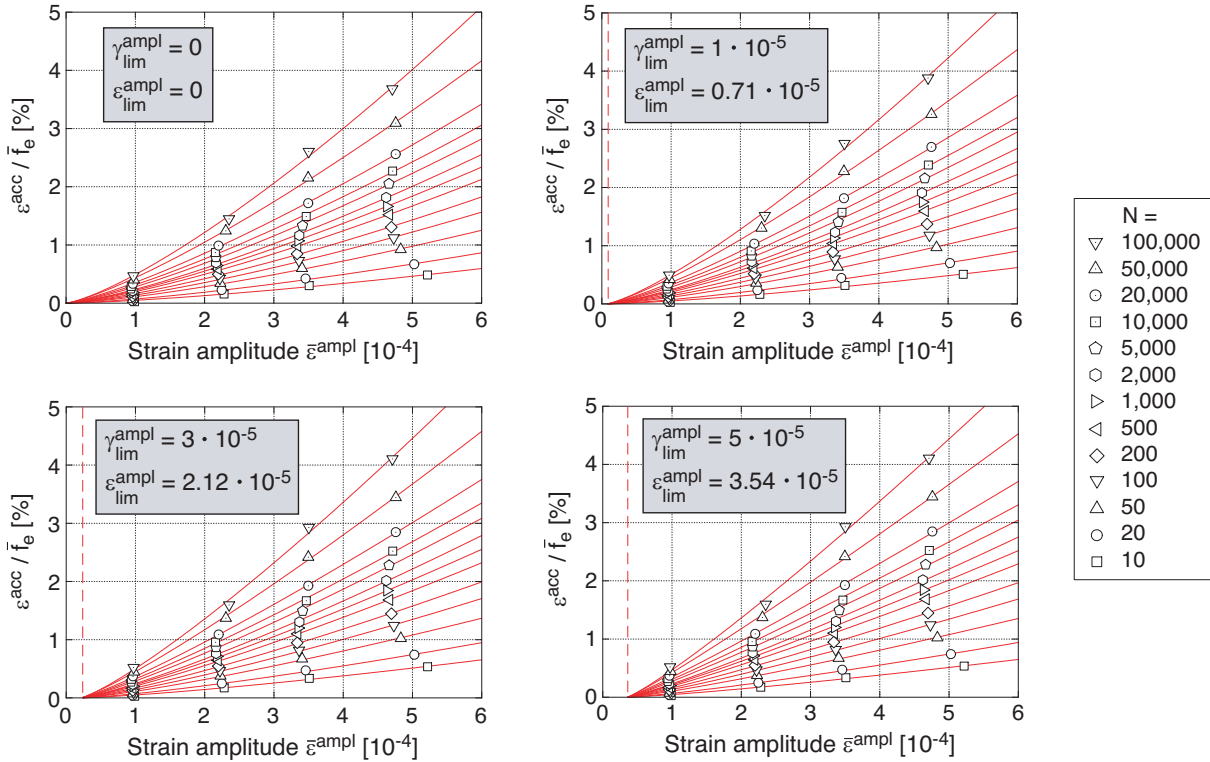 5
4
3
2
1
0
0 1 2 3 4 5 6
ε^acc / f̄_e [%]
Strain amplitude ε̄^ampl [10^-4]
γ_lim^ampl = 0
ε_lim^ampl = 0
5
4
3
2
1
0
0 1 2 3 4 5 6
ε^acc / f̄_e [%]
Strain amplitude ε̄^ampl [10^-4]
γ_lim^ampl = 1 · 10^-5
ε_lim^ampl = 0.71 · 10^-5
5
4
3
2
1
0
0 1 2 3 4 5 6
ε^acc / f̄_e [%]
Strain amplitude ε̄^ampl [10^-4]
γ_lim^ampl = 3 · 10^-5
ε_lim^ampl = 2.12 · 10^-5
5
4
3
2
1
0
0 1 2 3 4 5 6
ε^acc / f̄_e [%]
Strain amplitude ε̄^ampl [10^-4]
γ_lim^ampl = 5 · 10^-5
ε_lim^ampl = 3.54 · 10^-5
N =
100,000
50,000
20,000
10,000
5,000
2,000
1,000
500
200
100
50
20
10